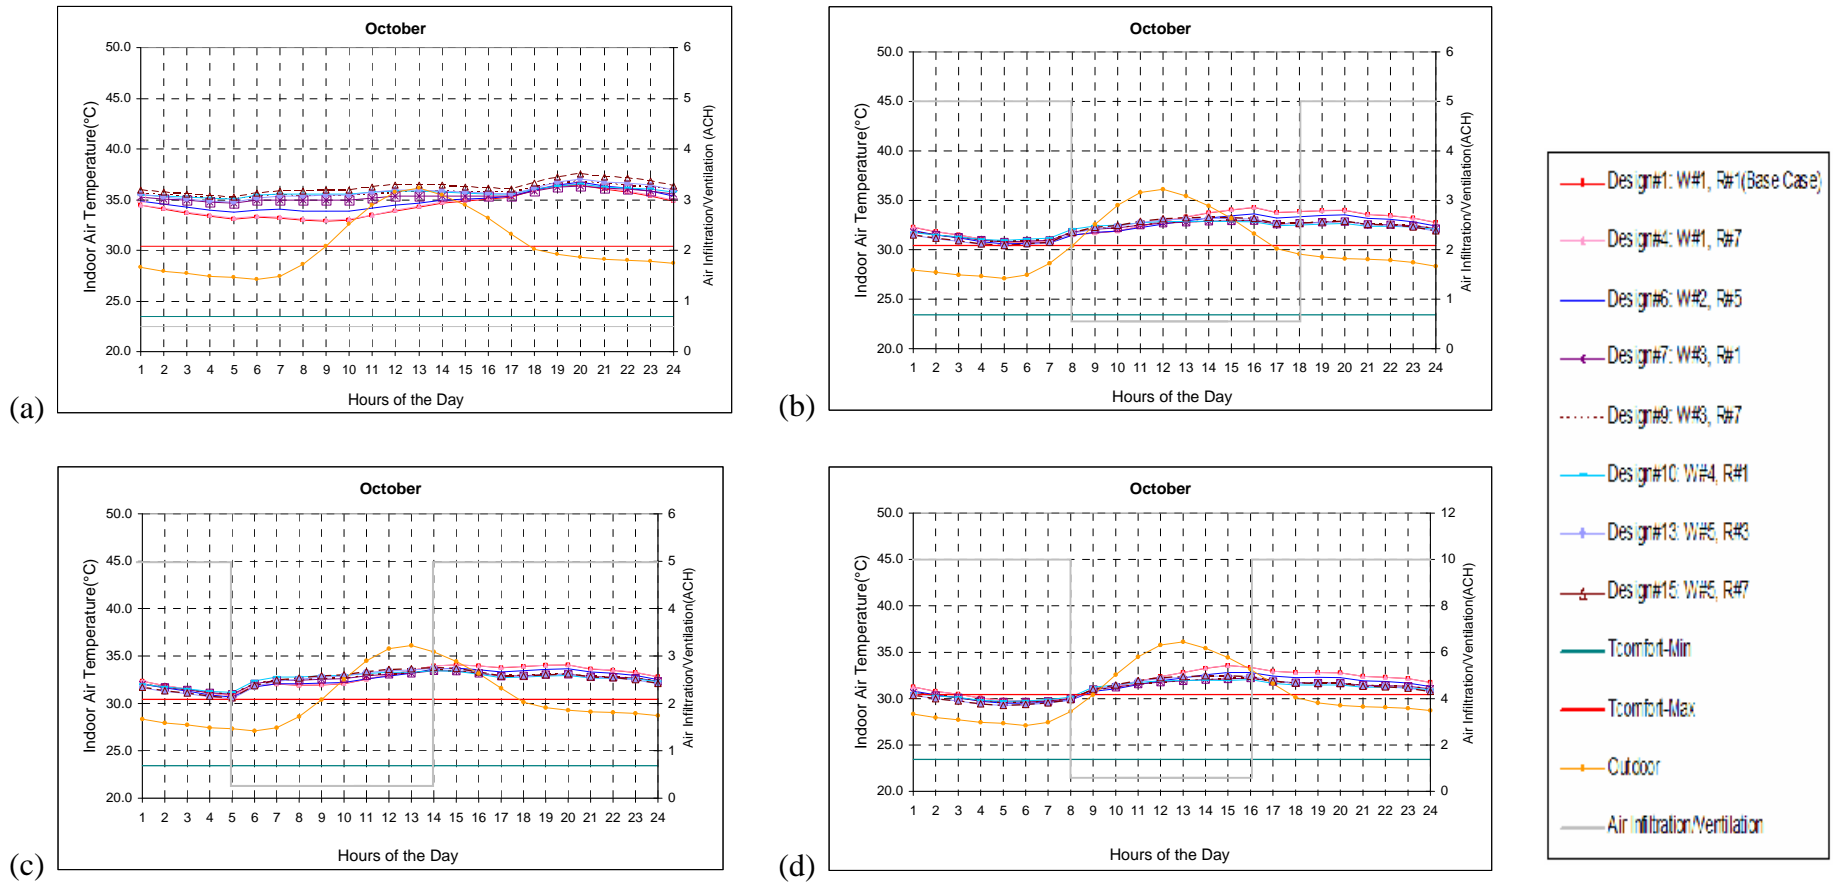 October
50.0
45.0
40.0
35.0
30.0
25.0
20.0
Indoor Air Temperature(°C)
6
5
4
3
2
1
0
Air Infiltration/Ventilation (ACH)
1 2 3 4 5 6 7 8 9 10 11 12 13 14 15 16 17 18 19 20 21 22 23 24
Hours of the Day
(a)
October
50.0
45.0
40.0
35.0
30.0
25.0
20.0
Indoor Air Temperature(°C)
6
5
4
3
2
1
0
Air Infiltration/Ventilation(ACH)
1 2 3 4 5 6 7 8 9 10 11 12 13 14 15 16 17 18 19 20 21 22 23 24
Hours of the Day
(b)
October
50.0
45.0
40.0
35.0
30.0
25.0
20.0
Indoor Air Temperature(°C)
6
5
4
3
2
1
0
Air Infiltration/Ventilation(ACH)
1 2 3 4 5 6 7 8 9 10 11 12 13 14 15 16 17 18 19 20 21 22 23 24
Hours of the Day
(c)
October
50.0
45.0
40.0
35.0
30.0
25.0
20.0
Indoor Air Temperature(°C)
12
10
8
6
4
2
0
Air Infiltration/Ventilation(ACH)
1 2 3 4 5 6 7 8 9 10 11 12 13 14 15 16 17 18 19 20 21 22 23 24
Hours of the Day
(d)
Design#1: W#1, R#1(Base Case)
Design#4: W#1, R#7
Design#6: W#2, R#5
Design#7: W#3, R#1
Design#9: W#3, R#7
Design#10: W#4, R#1
Design#13: W#5, R#3
Design#15: W#5, R#7
Tcomfort-Min
Tcomfort-Max
Outdoor
Air Infiltration/Ventilation